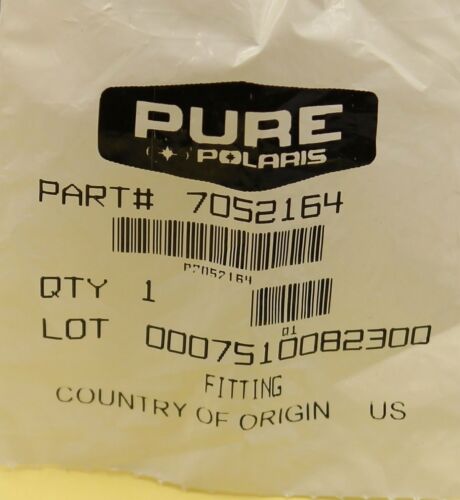 PURE
POLARIS
PART# 7052164
P7052164
QTY 1
01
LOT 0007510082300
FITTING
COUNTRY OF ORIGIN US